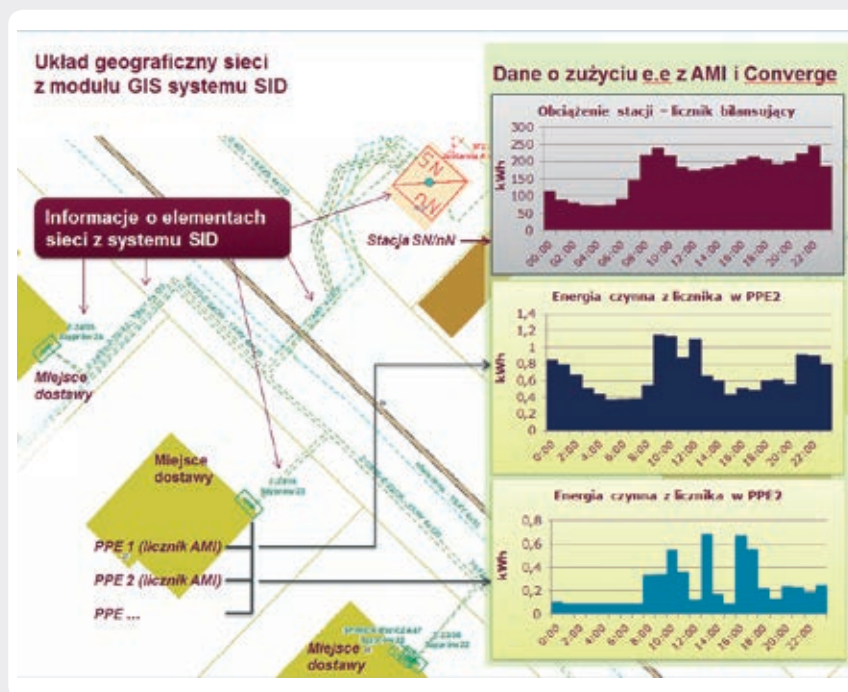 Układ geograficzny sieci
z modułu GIS systemu SID
Informacje o elementach
sieci z systemu SID
SN
nN
Stacja SN/nN
Miejsce
dostawy
Miejsce
dostawy
PPE 1 (licznik AMI)
PPE 2 (licznik AMI)
PPE ...
Miejsce
dostawy
Dane o zużyciu e.e z AMI i Converge
Obciążenie stacji – licznik bilansujący
kWh
300
250
200
150
100
50
0
00:00 02:00 04:00 06:00 08:00 10:00 12:00 14:00 16:00 18:00 20:00 22:00
Energia czynna z licznika w PPE2
kWh
1,4
1,2
1
0,8
0,6
0,4
0,2
0
0:00 2:00 4:00 6:00 8:00 10:00 12:00 14:00 16:00 18:00 20:00 22:00
Energia czynna z licznika w PPE2
kWh
0,8
0,6
0,4
0,2
0
0:00 2:00 4:00 6:00 8:00 10:00 12:00 14:00 16:00 18:00 20:00 22:00